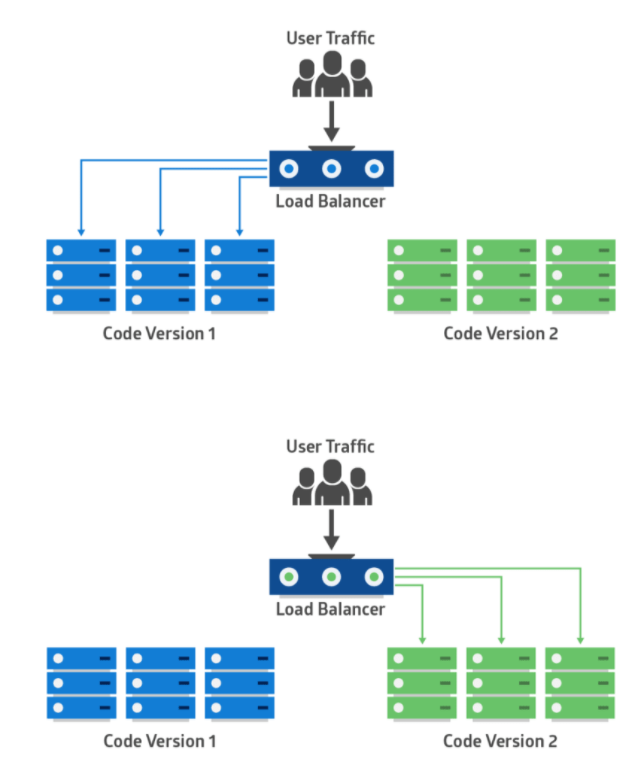 User Traffic
Load Balancer
Code Version 1
Code Version 2
User Traffic
Load Balancer
Code Version 1
Code Version 2